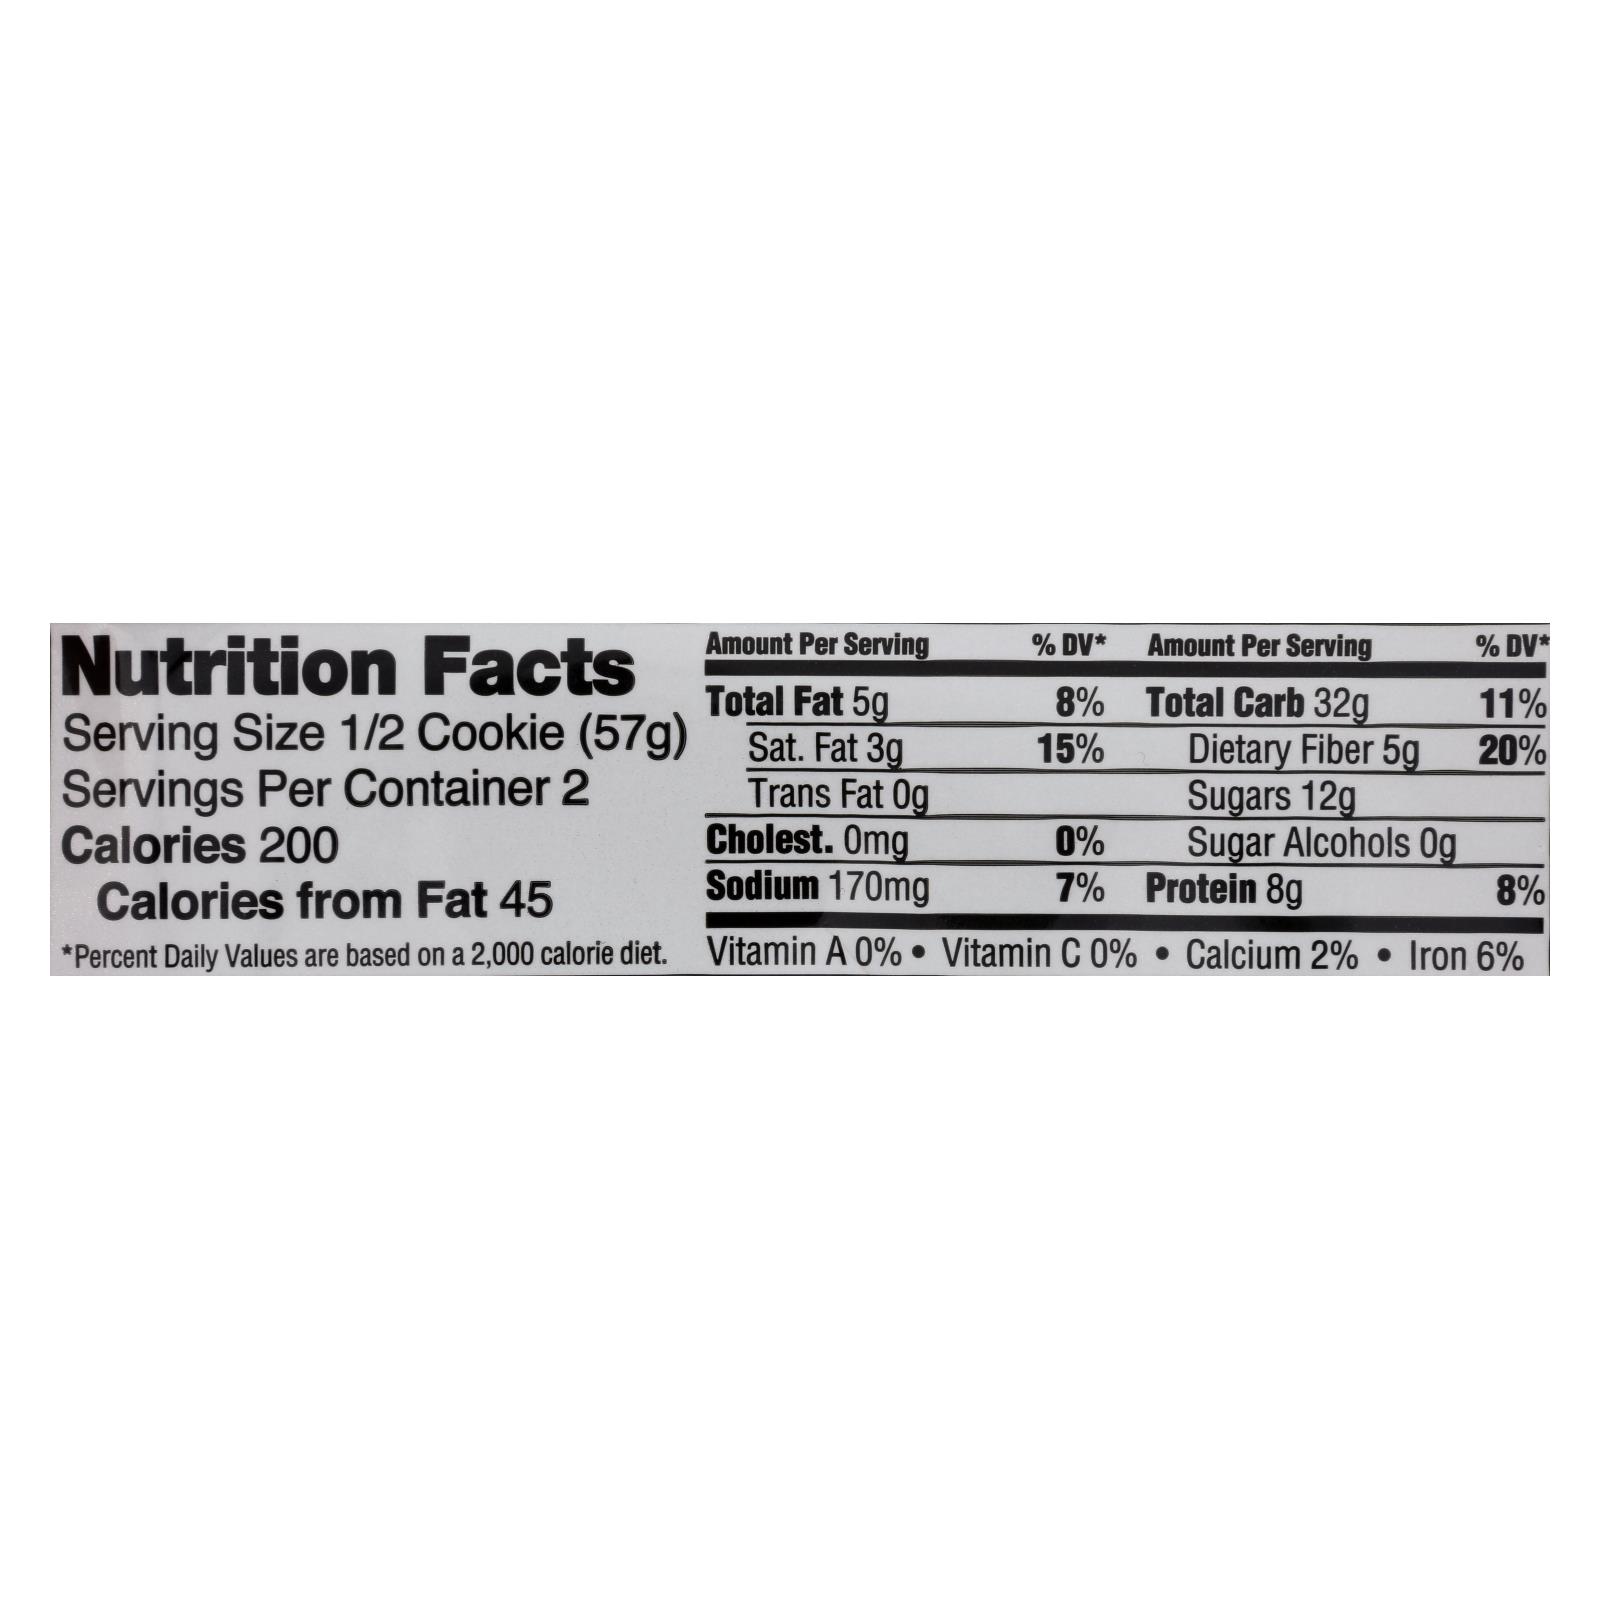 Nutrition Facts
Serving Size 1/2 Cookie (57g)
Servings Per Container 2
Calories 200
Calories from Fat 45
*Percent Daily Values are based on a 2,000 calorie diet.
Amount Per Serving % DV*
Total Fat 5g 8%
Sat. Fat 3g 15%
Trans Fat 0g
Cholest. 0mg 0%
Sodium 170mg 7%
Amount Per Serving % DV*
Total Carb 32g 11%
Dietary Fiber 5g 20%
Sugars 12g
Sugar Alcohols 0g
Protein 8g 8%
Vitamin A 0% • Vitamin C 0% • Calcium 2% • Iron 6%